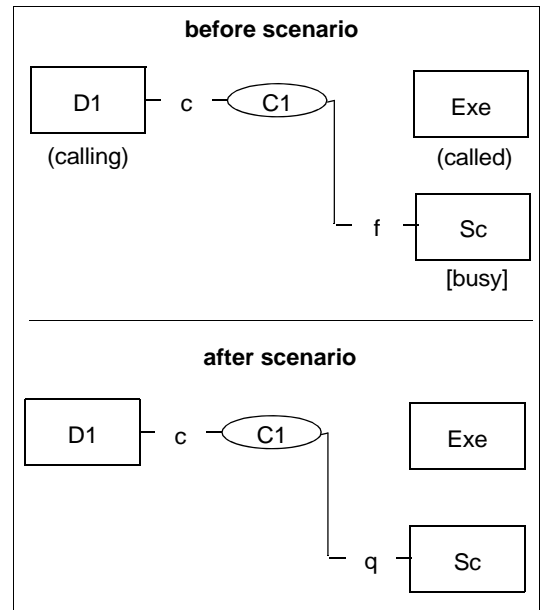 before scenario
D1 c C1 Exe
(calling) (called)
f Sc
[busy]
after scenario
D1 c C1 Exe
q Sc